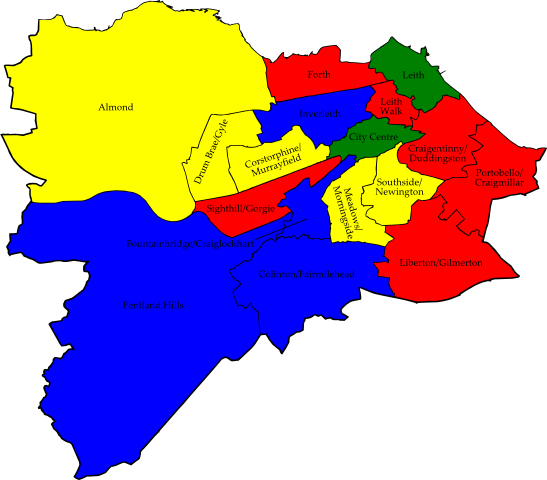 Forth
Leith
Almond
Leith
Walk
Inverleith
City Centre
Drum Brae/Gyle
Corstorphine/
Murrayfield
Craigentinny/
Duddingston
Portobello/
Craigmillar
Southside/
Newington
Meadows/
Morningside
Sighthill/Gorgie
Fountainbridge/Craiglockhart
Liberton/Gilmerton
Colinton/Fairmilehead
Pentland Hills